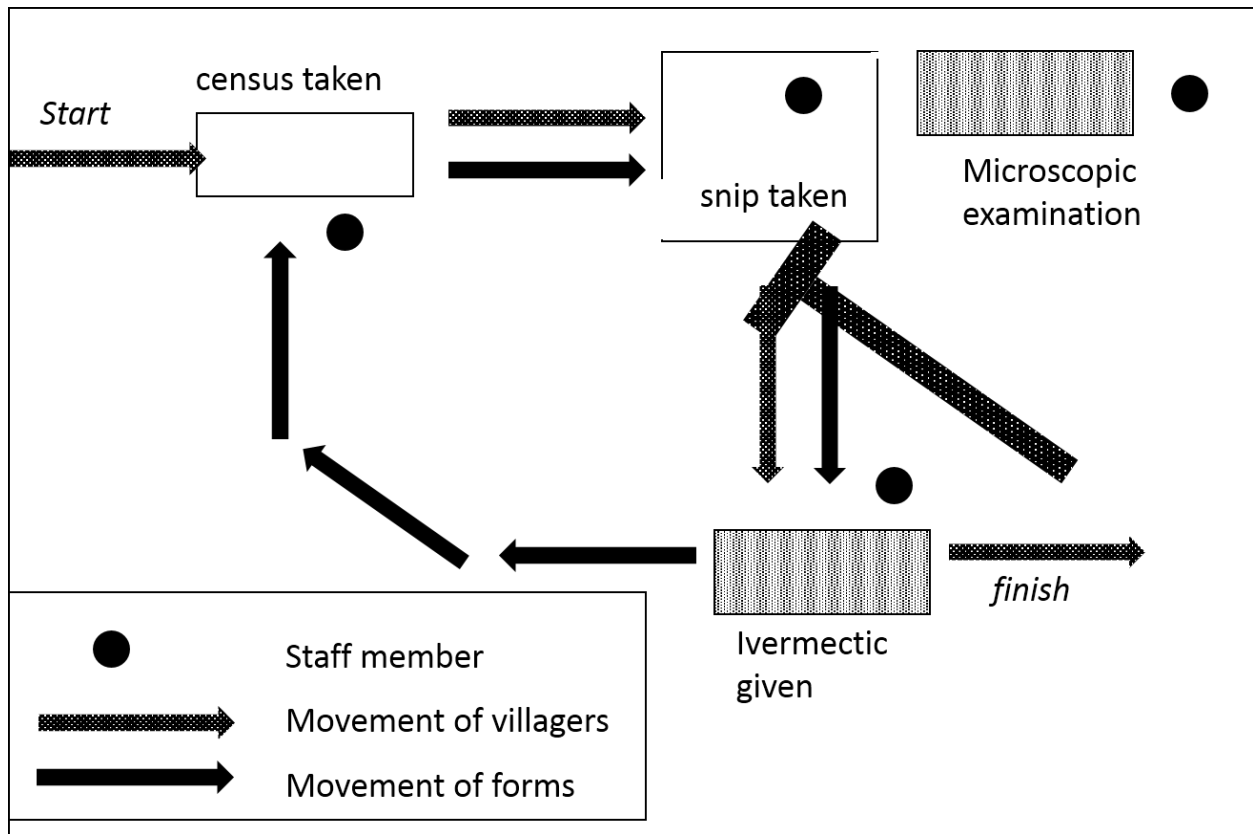 Start
census taken
snip taken
Microscopic
examination
finish
Ivermectic
given
Staff member
Movement of villagers
Movement of forms